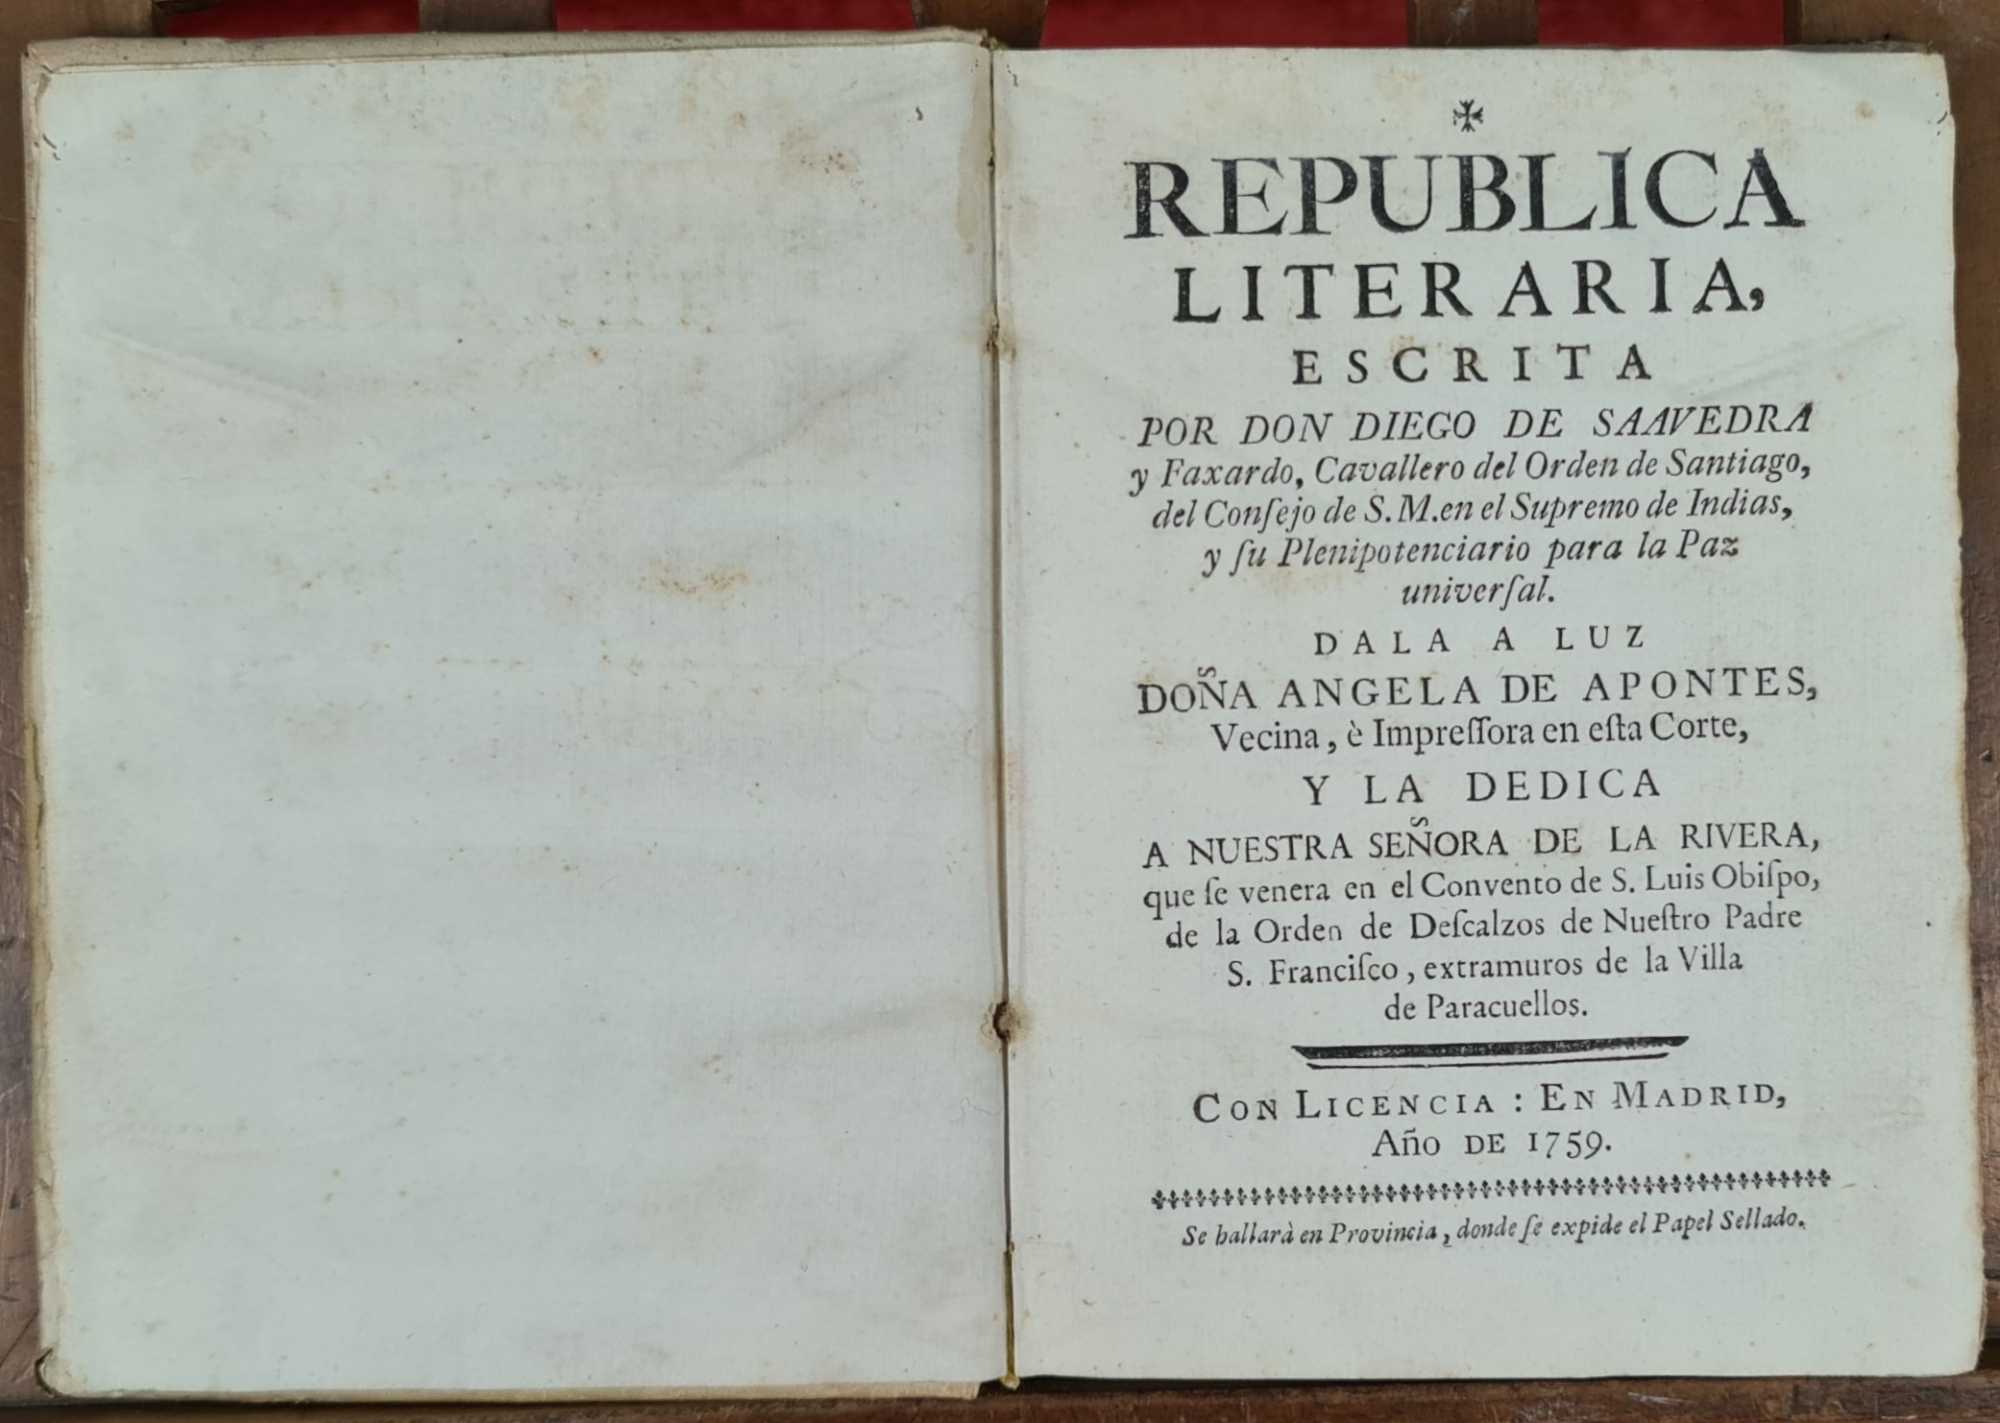 ✠
REPUBLICA
LITERARIA,
ESCRITA
POR DON DIEGO DE SAAVEDRA
y Faxardo, Cavallero del Orden de Santiago,
del Conſejo de S.M.en el Supremo de Indias,
y ſu Plenipotenciario para la Paz
univerſal.
DALA A LUZ
DOÑA ANGELA DE APONTES,
Vecina, è Impreſſora en eſta Corte,
Y LA DEDICA
A NUESTRA SEÑORA DE LA RIVERA,
que ſe venera en el Convento de S. Luis Obiſpo,
de la Orden de Deſcalzos de Nueſtro Padre
S. Franciſco, extramuros de la Villa
de Paracuellos.
CON LICENCIA: EN MADRID,
Año DE 1759.
Se hallarà en Provincia, donde ſe expide el Papel Sellado.